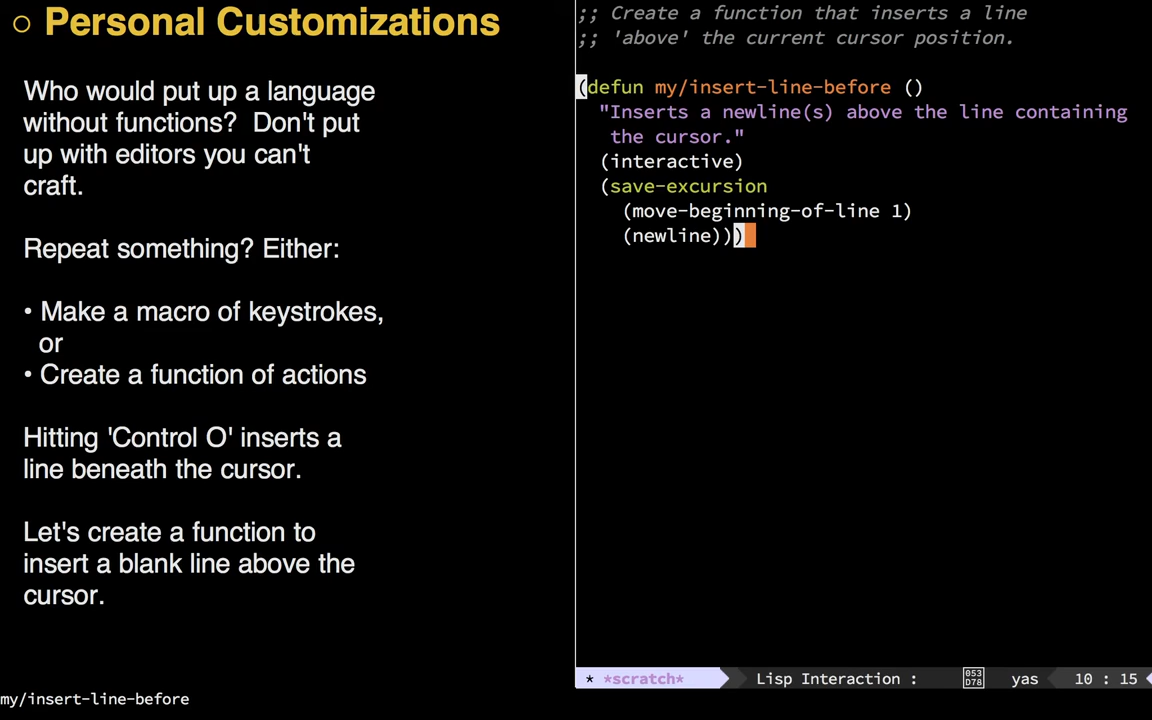 ○ Personal Customizations
Who would put up a language
without functions? Don't put
up with editors you can't
craft.
Repeat something? Either:
• Make a macro of keystrokes,
or
• Create a function of actions
Hitting 'Control O' inserts a
line beneath the cursor.
Let's create a function to
insert a blank line above the
cursor.
;; Create a function that inserts a line
;; 'above' the current cursor position.
(defun my/insert-line-before ()
"Inserts a newline(s) above the line containing
the cursor."
(interactive)
(save-excursion
(move-beginning-of-line 1)
(newline)))
* *scratch* Lisp Interaction : 053 D78 yas 10 : 15
my/insert-line-before